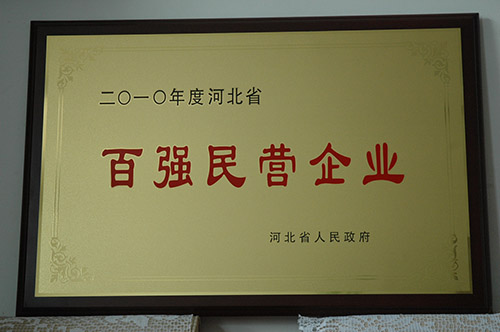 二〇一〇年度河北省
百强民营企业
河北省人民政府